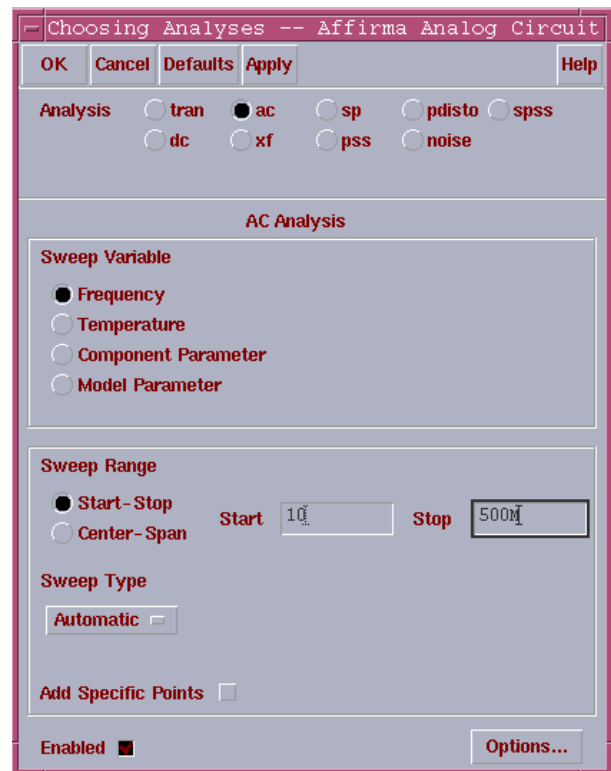 Choosing Analyses -- Affirma Analog Circuit
OK Cancel Defaults Apply Help
Analysis tran ac sp pdisto spss
dc xf pss noise
AC Analysis
Sweep Variable
Frequency
Temperature
Component Parameter
Model Parameter
Sweep Range
Start-Stop
Center-Span
Start 10 Stop 500M
Sweep Type
Automatic
Add Specific Points
Enabled Options...